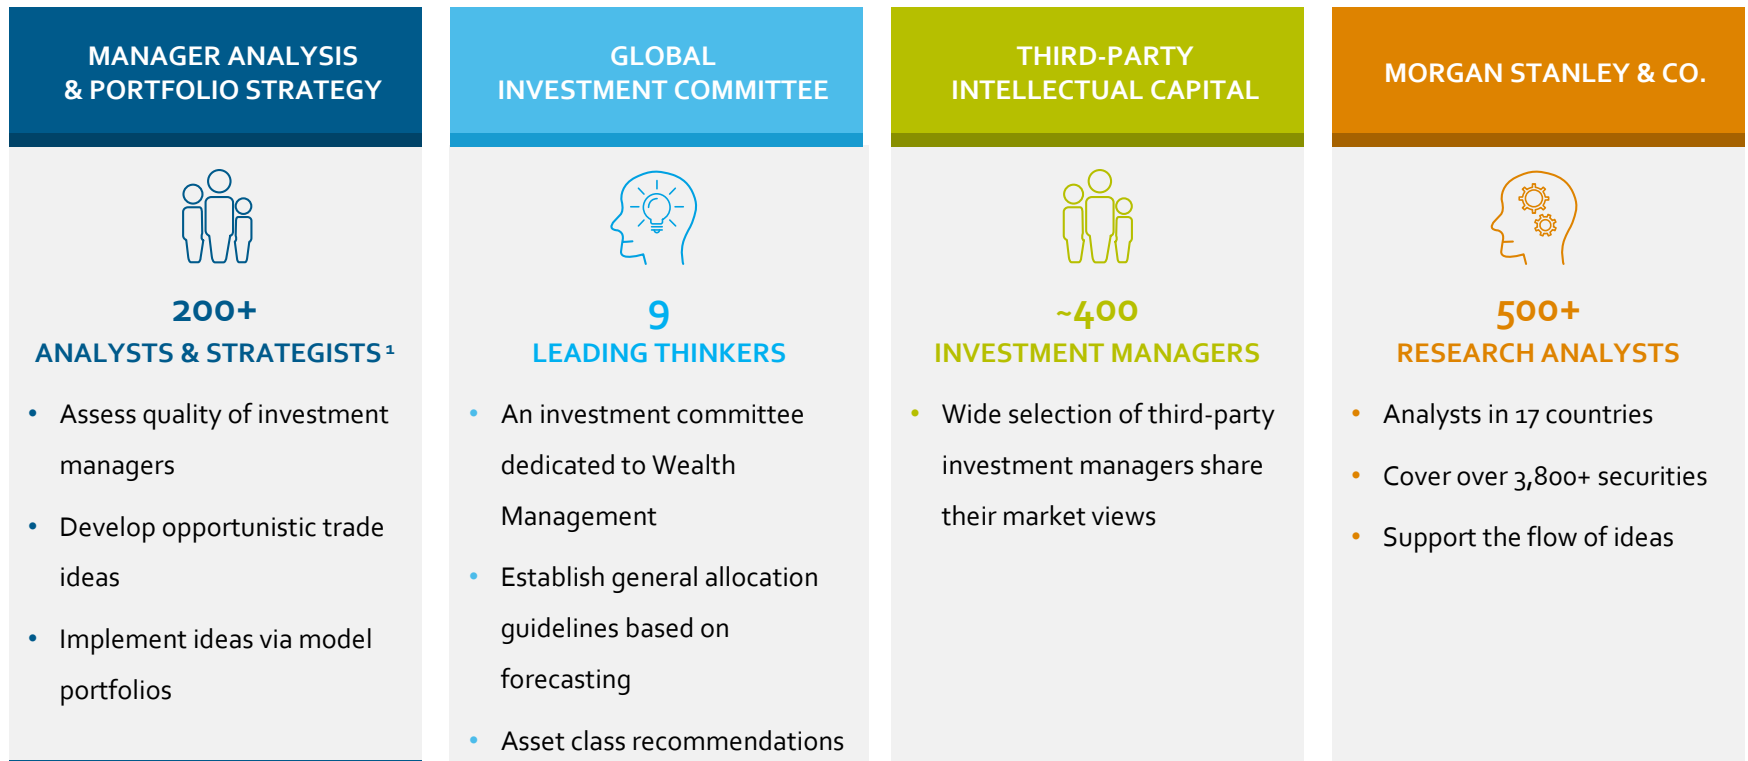 MANAGER ANALYSIS
& PORTFOLIO STRATEGY
200+
ANALYSTS & STRATEGISTS¹
• Assess quality of investment
managers
• Develop opportunistic trade
ideas
• Implement ideas via model
portfolios
GLOBAL
INVESTMENT COMMITTEE
9
LEADING THINKERS
• An investment committee
dedicated to Wealth
Management
• Establish general allocation
guidelines based on
forecasting
• Asset class recommendations
THIRD-PARTY
INTELLECTUAL CAPITAL
~400
INVESTMENT MANAGERS
• Wide selection of third-party
investment managers share
their market views
MORGAN STANLEY & CO.
500+
RESEARCH ANALYSTS
• Analysts in 17 countries
• Cover over 3,800+ securities
• Support the flow of ideas